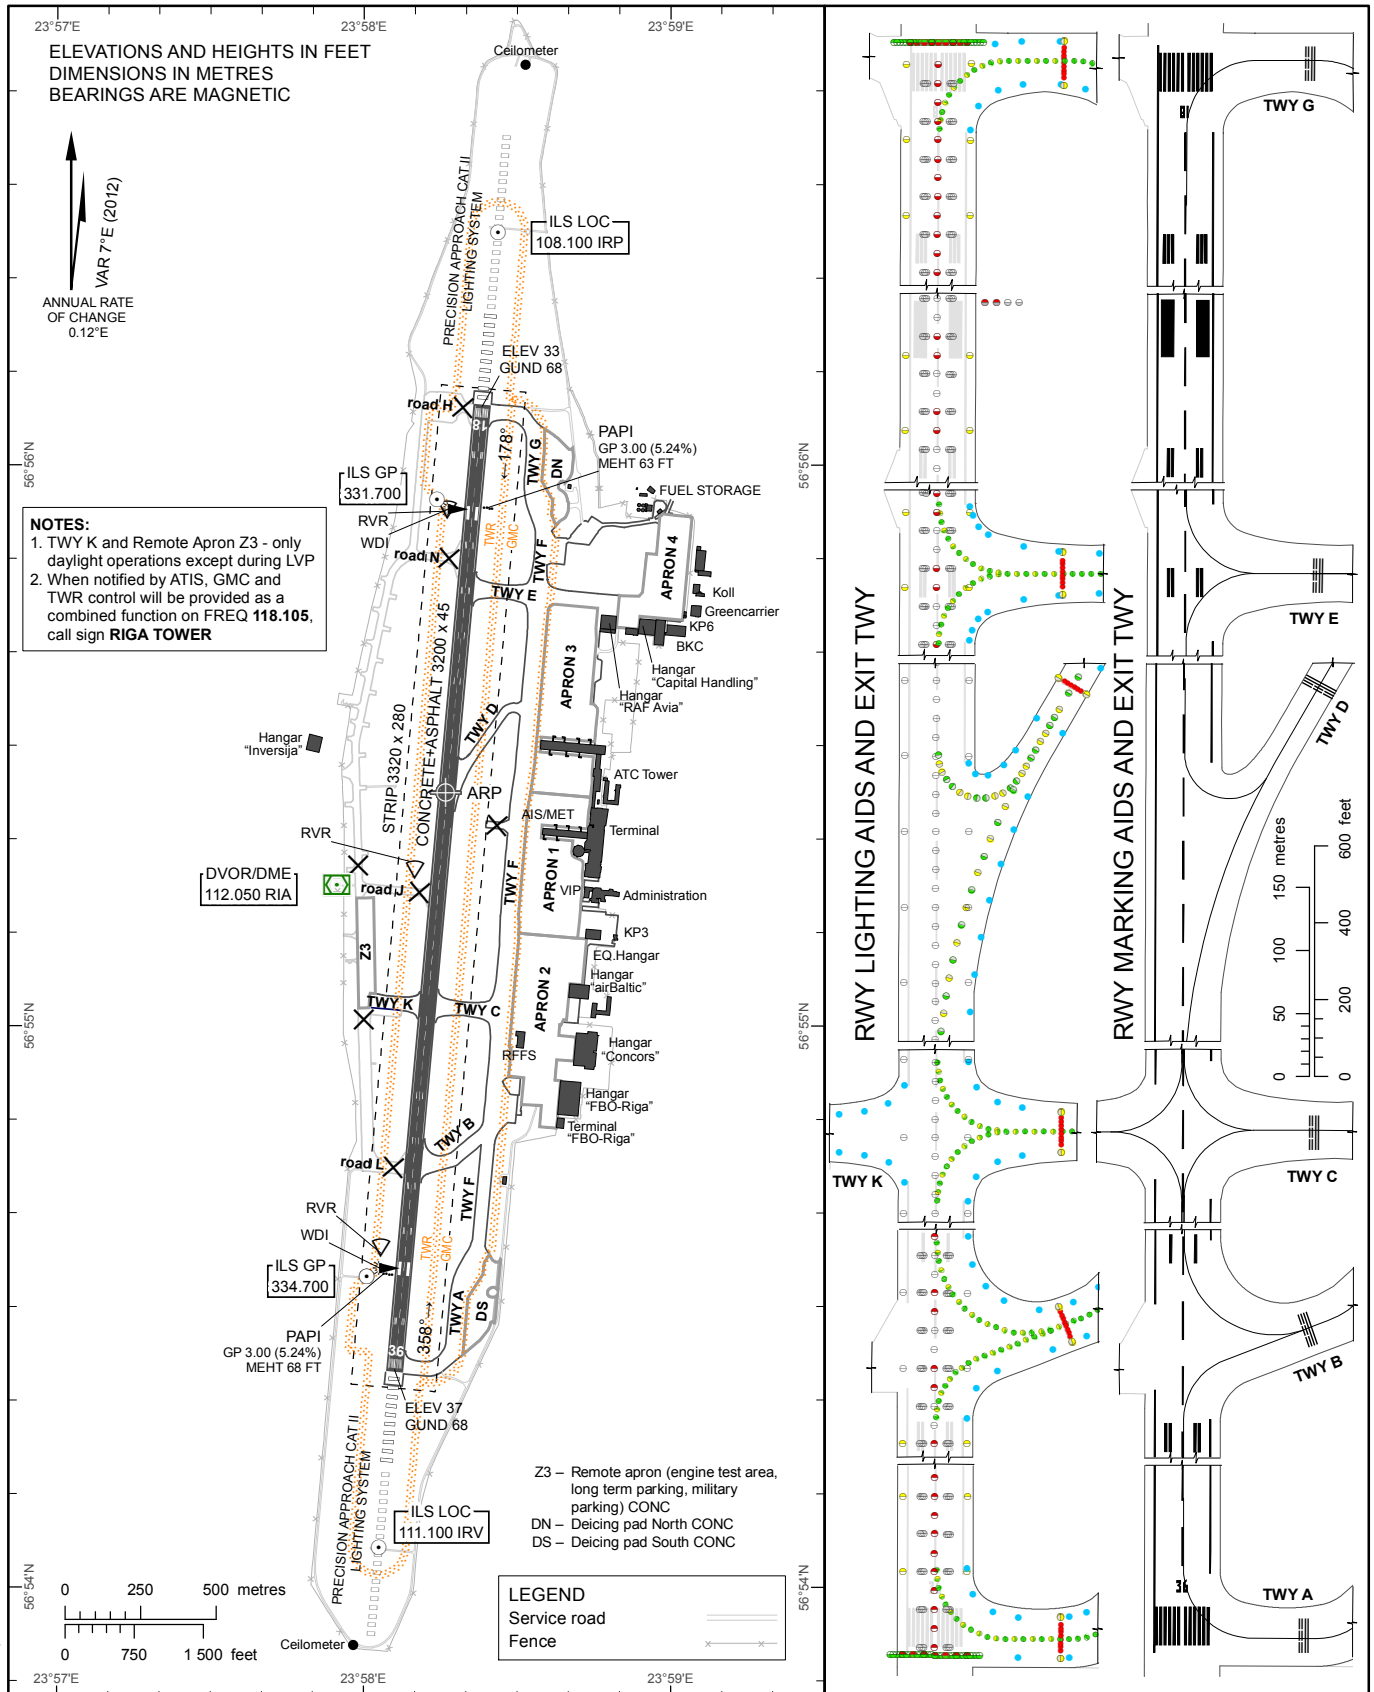 23°57'E
23°58'E
23°59'E
ELEVATIONS AND HEIGHTS IN FEET
DIMENSIONS IN METRES
BEARINGS ARE MAGNETIC
Ceilometer
VAR 7°E (2012)
ANNUAL RATE
OF CHANGE
0.12°E
PRECISION APPROACH CAT II
LIGHTING SYSTEM
ILS LOC
108.100 IRP
ELEV 33
GUND 68
road H
18
178°
TWY G
DN
PAPI
GP 3.00 (5.24%)
MEHT 63 FT
56°56'N
56°56'N
ILS GP
331.700
FUEL STORAGE
RVR
WDI
TWR
GMC
road N
TWY F
APRON 4
NOTES:
1. TWY K and Remote Apron Z3 - only
daylight operations except during LVP
2. When notified by ATIS, GMC and
TWR control will be provided as a
combined function on FREQ 118.105,
call sign RIGA TOWER
TWY E
Koll
Greencarrier
KP6
BKC
Hangar
“Capital Handling”
Hangar
“RAF Avia”
APRON 3
STRIP 3320 x 280
CONCRETE+ASPHALT 3200 x 45
TWY D
Hangar
“Inversija”
ATC Tower
ARP
AIS/MET
Terminal
RVR
TWY F
APRON 1
DVOR/DME
112.050 RIA
road J
VIP
Administration
Z3
KP3
EQ.Hangar
Hangar
“airBaltic”
APRON 2
TWY K
TWY C
56°55'N
56°55'N
RFFS
Hangar
“Concors”
Hangar
“FBO-Riga”
Terminal
“FBO-Riga”
TWY B
road L
TWY F
RVR
WDI
TWR
GMC
ILS GP
334.700
TWY A
DS
358°
PAPI
GP 3.00 (5.24%)
MEHT 68 FT
36
ELEV 37
GUND 68
PRECISION APPROACH CAT II
LIGHTING SYSTEM
ILS LOC
111.100 IRV
Z3 – Remote apron (engine test area,
long term parking, military
parking) CONC
DN – Deicing pad North CONC
DS – Deicing pad South CONC
56°54'N
56°54'N
0 250 500 metres
0 750 1 500 feet
Ceilometer
LEGEND
Service road
Fence
23°57'E
23°58'E
23°59'E
RWY LIGHTING AIDS AND EXIT TWY
TWY K
RWY MARKING AIDS AND EXIT TWY
18
TWY G
TWY E
TWY D
0 50 100 150 metres
0 200 400 600 feet
TWY C
TWY B
36
TWY A